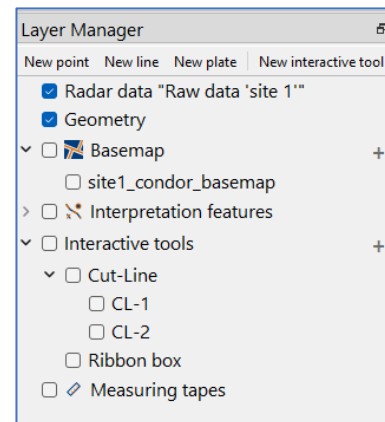 Layer Manager
New point New line New plate New interactive tool
Radar data "Raw data 'site 1'"
Geometry
Basemap
site1_condor_basemap
Interpretation features
Interactive tools
Cut-Line
CL-1
CL-2
Ribbon box
Measuring tapes